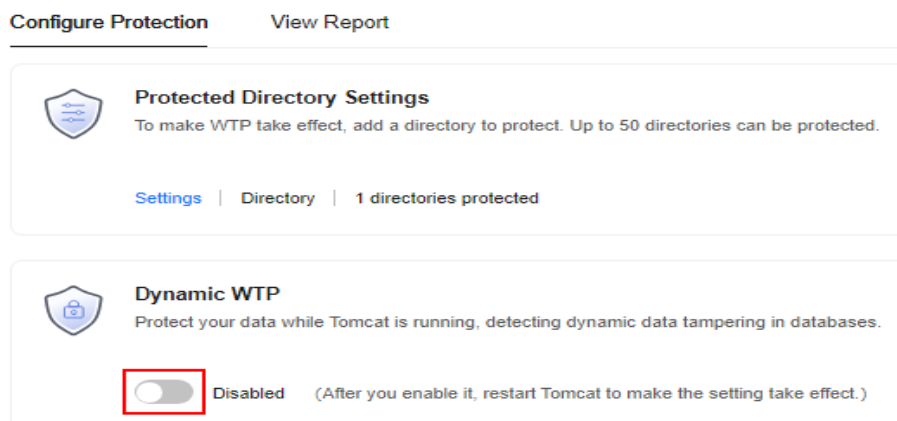 Configure Protection View Report
Protected Directory Settings
To make WTP take effect, add a directory to protect. Up to 50 directories can be protected.
Settings | Directory | 1 directories protected
Dynamic WTP
Protect your data while Tomcat is running, detecting dynamic data tampering in databases.
Disabled (After you enable it, restart Tomcat to make the setting take effect.)